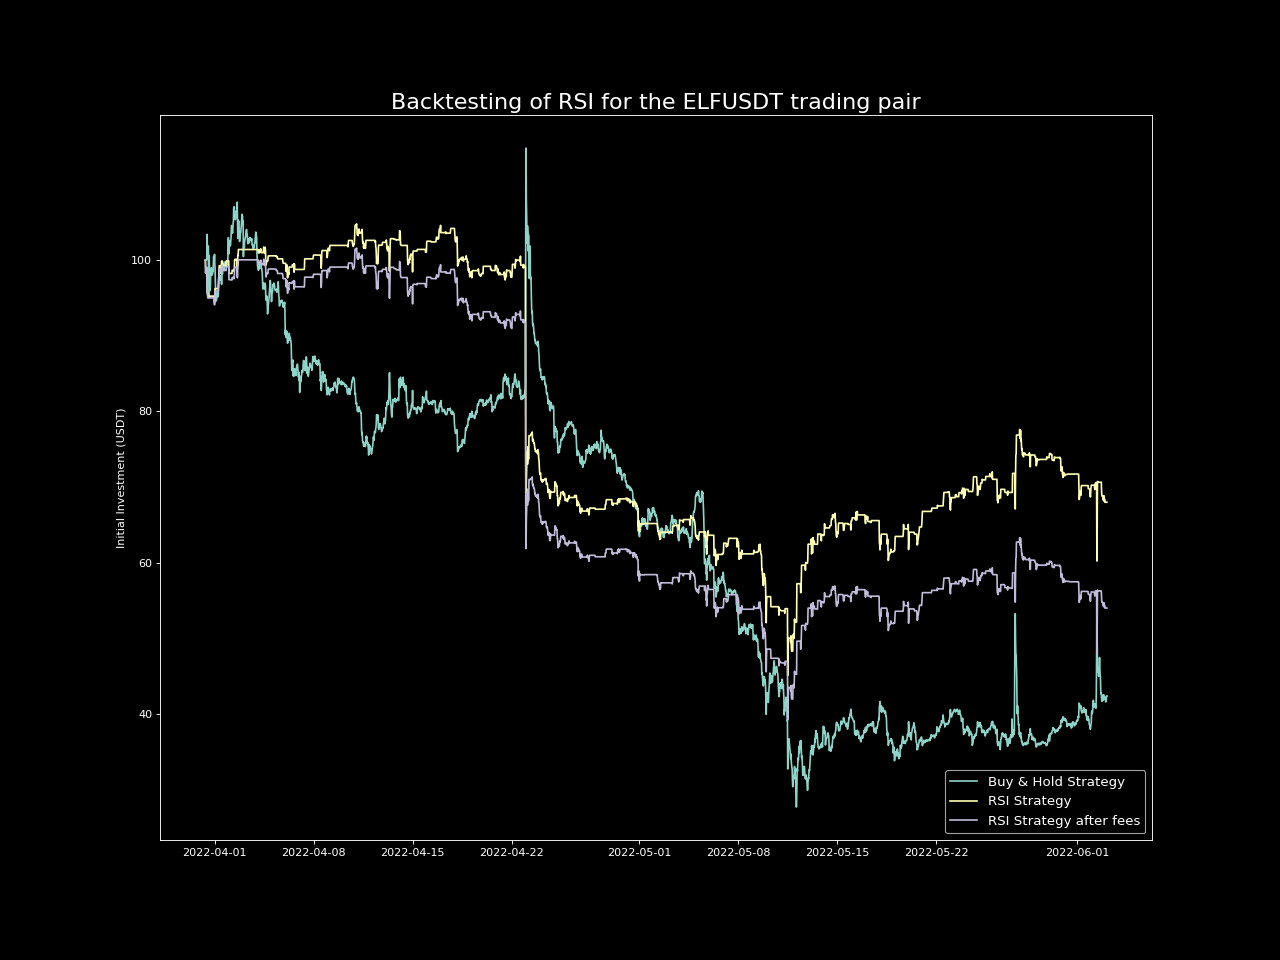 Backtesting of RSI for the ELFUSDT trading pair
Initial Investment (USDT)
100
80
60
40
2022-04-01 2022-04-08 2022-04-15 2022-04-22 2022-05-01 2022-05-08 2022-05-15 2022-05-22 2022-06-01
Buy & Hold Strategy
RSI Strategy
RSI Strategy after fees